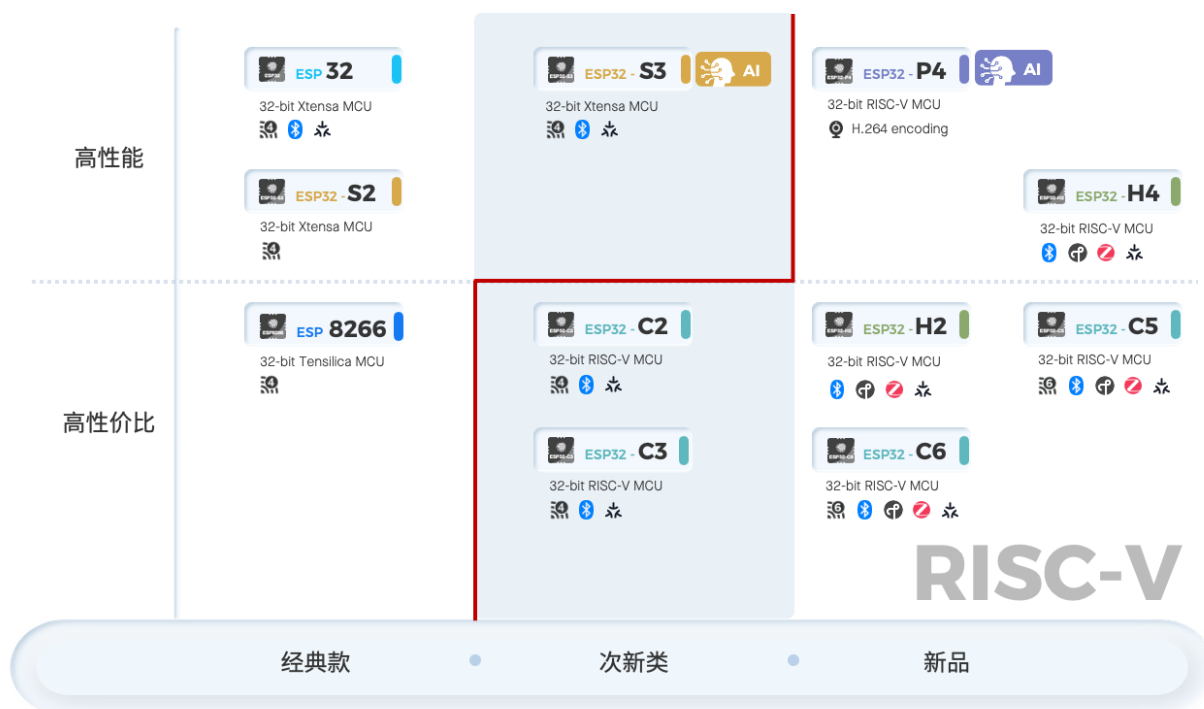 ESP 32
32-bit Xtensa MCU
ESP32 - S3
AI
32-bit Xtensa MCU
ESP32 - P4
AI
32-bit RISC-V MCU
H.264 encoding
高性能
ESP32 - S2
32-bit Xtensa MCU
ESP32 - H4
32-bit RISC-V MCU
ESP 8266
32-bit Tensilica MCU
ESP32 - C2
32-bit RISC-V MCU
ESP32 - H2
32-bit RISC-V MCU
ESP32 - C5
32-bit RISC-V MCU
高性价比
ESP32 - C3
32-bit RISC-V MCU
ESP32 - C6
32-bit RISC-V MCU
RISC-V
经典款
次新类
新品